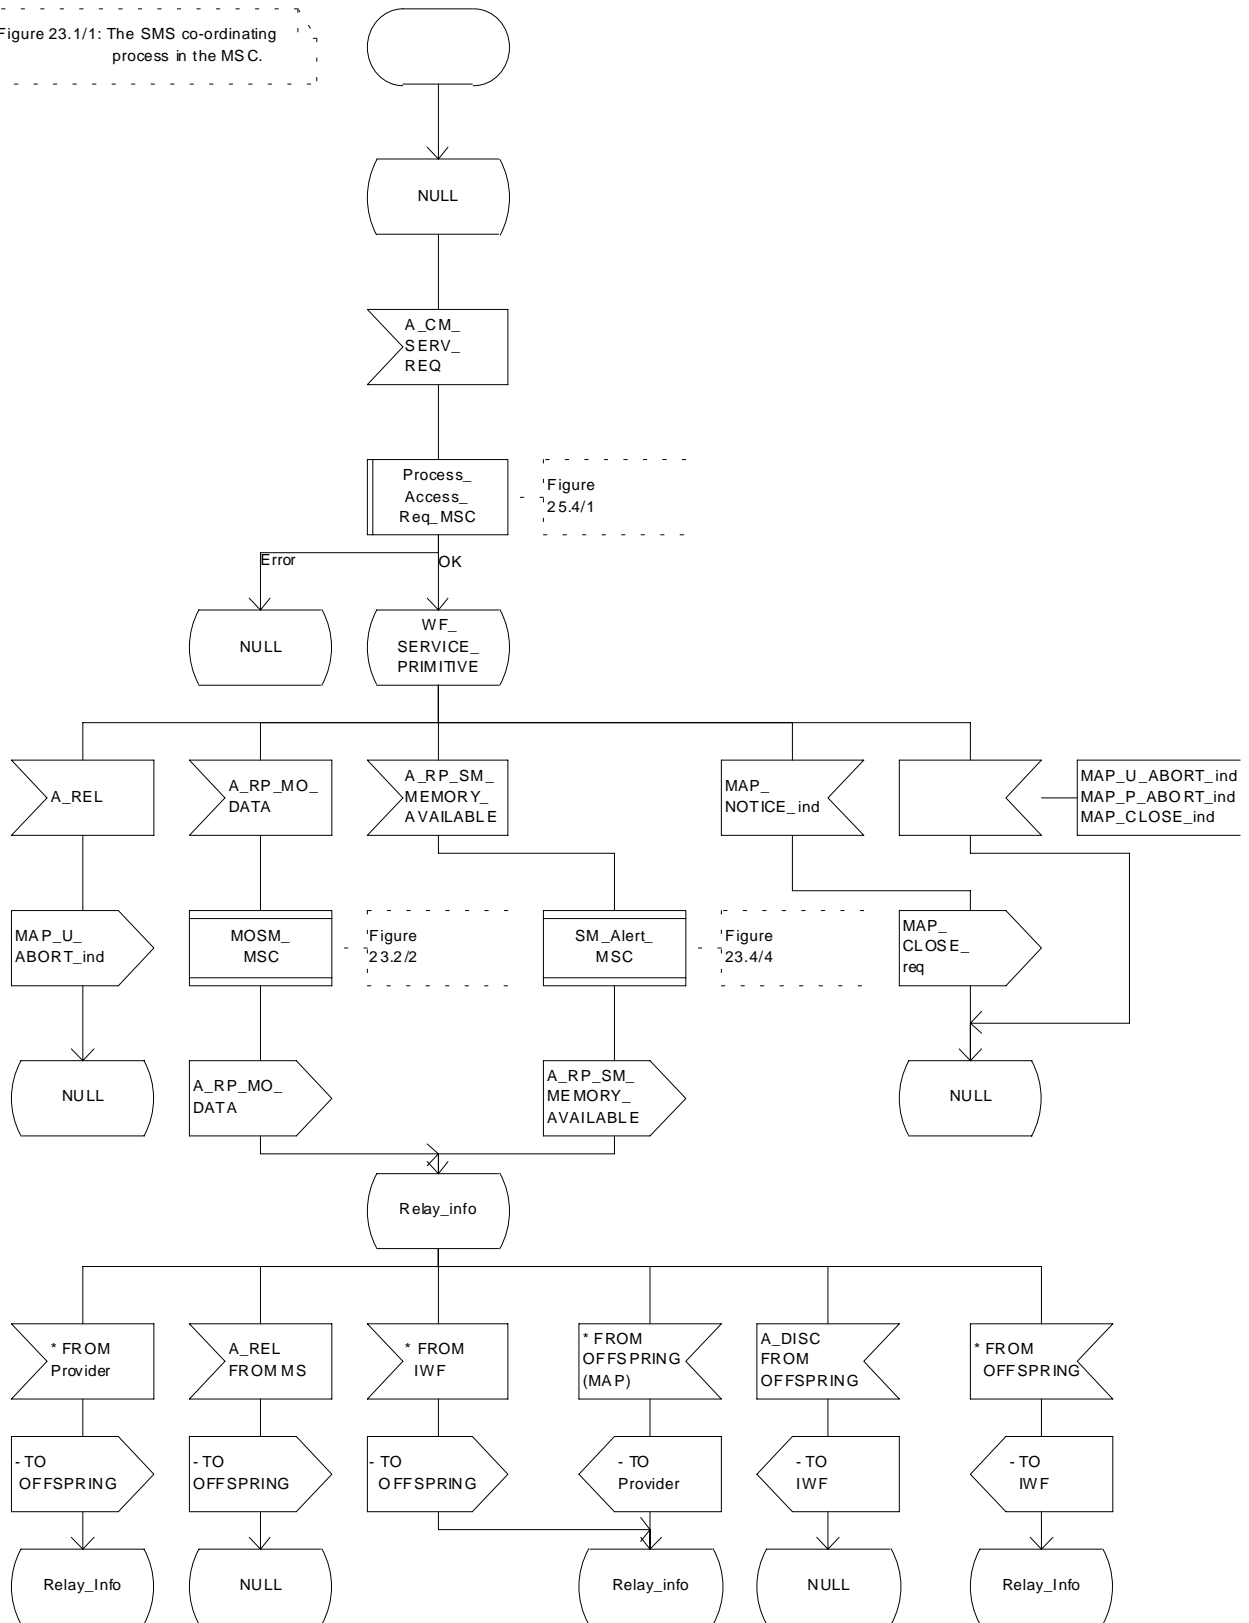 Figure 23.1/1: The SMS co-ordinating
process in the MSC.
NULL
A_CM_
SERV_
REQ
Process_
Access_
Req_MSC
Figure
25.4/1
Error
OK
NULL
WF_
SERVICE_
PRIMITIVE
A_REL
A_RP_MO_
DATA
A_RP_SM_
MEMORY_
AVAILABLE
MAP_
NOTICE_ind
MAP_U_ABORT_ind
MAP_P_ABORT_ind
MAP_CLOSE_ind
MAP_U_
ABORT_ind
MOSM_
MSC
Figure
23.2/2
SM_Alert_
MSC
Figure
23.4/4
MAP_
CLOSE_
req
NULL
A_RP_MO_
DATA
A_RP_SM_
MEMORY_
AVAILABLE
NULL
Relay_info
* FROM
Provider
A_REL
FROM MS
* FROM
IWF
* FROM
OFFSPRING
(MAP)
A_DISC
FROM
OFFSPRING
* FROM
OFFSPRING
- TO
OFFSPRING
- TO
OFFSPRING
- TO
OFFSPRING
- TO
Provider
- TO
IWF
- TO
IWF
Relay_Info
NULL
Relay_info
NULL
Relay_Info